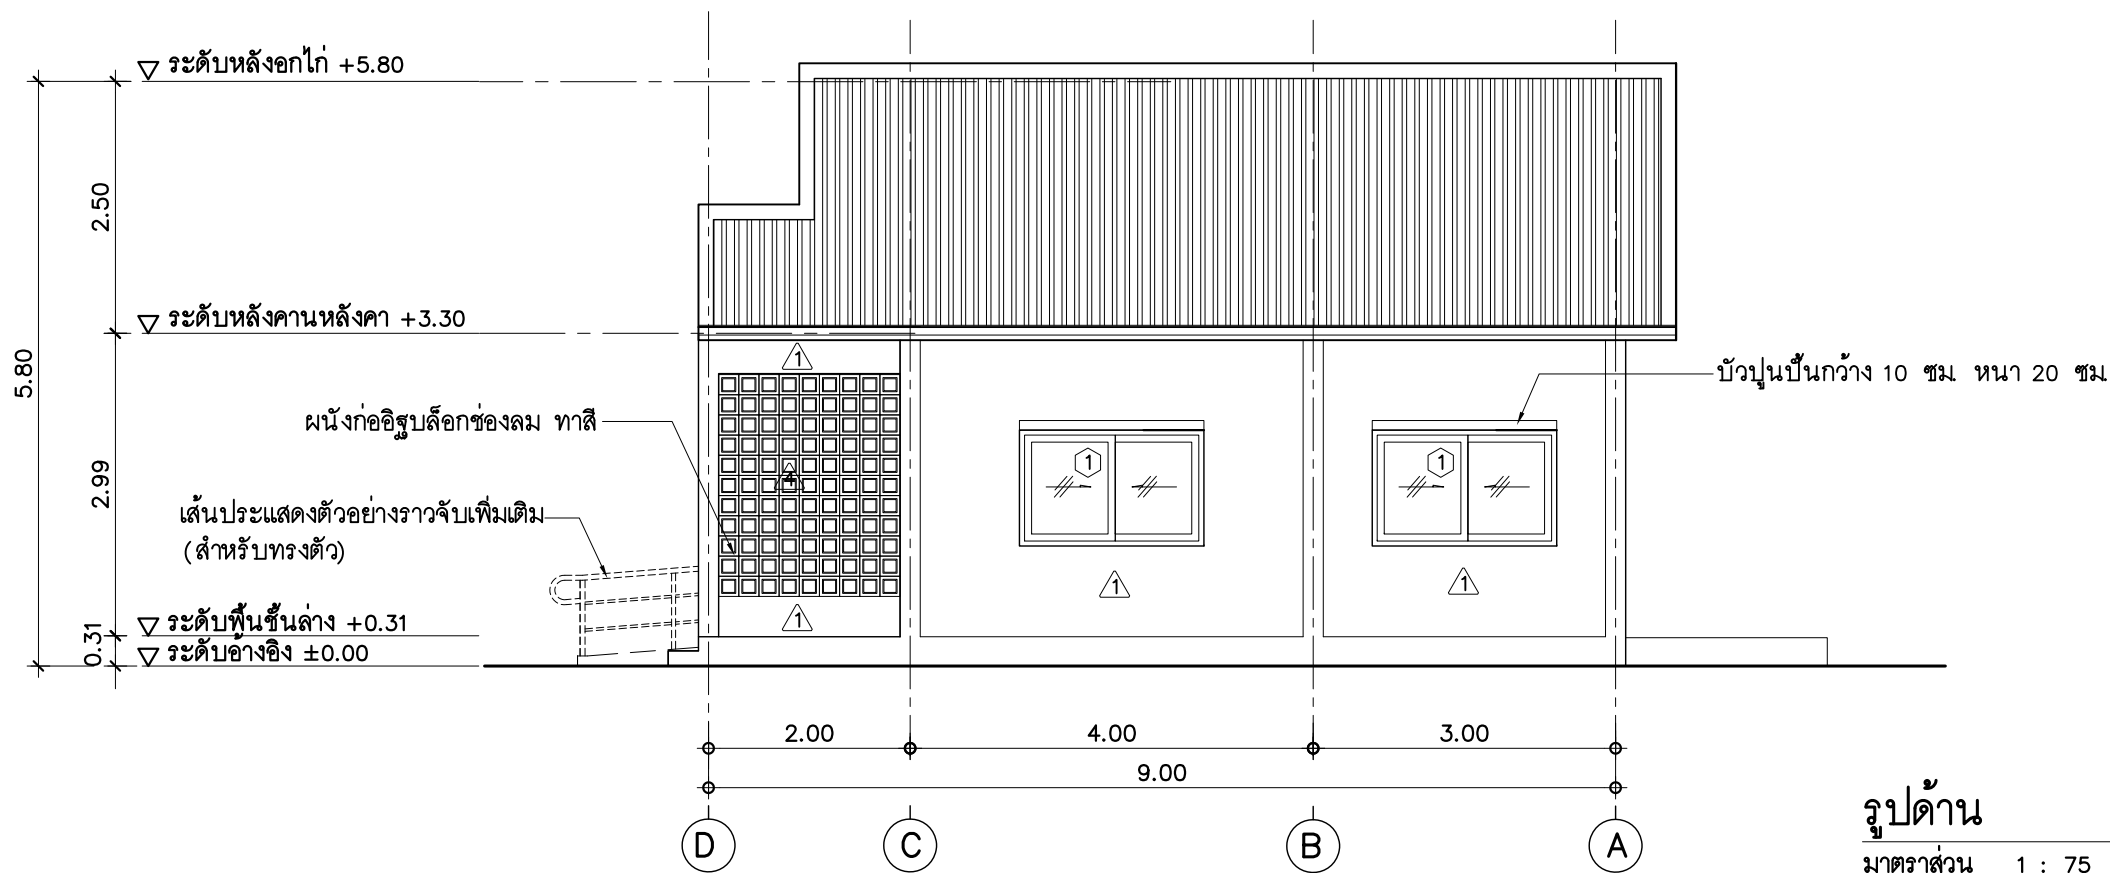 ระดับหลังอกไก่ +5.80
2.50
ระดับหลังคานหลังคา +3.30
5.80
1
บัวปูนปั้นกว้าง 10 ซม. หนา 20 ซม.
ผนังก่ออิฐบล็อกช่องลม ทาสี
1
1
4
2.99
เส้นประแสดงตัวอย่างราวจับเพิ่มเติม
(สำหรับทรงตัว)
1
1
1
ระดับพื้นชั้นล่าง +0.31
0.31
ระดับอ้างอิง ±0.00
2.00
4.00
3.00
9.00
D
C
B
A
รูปด้าน
มาตราส่วน 1 : 75